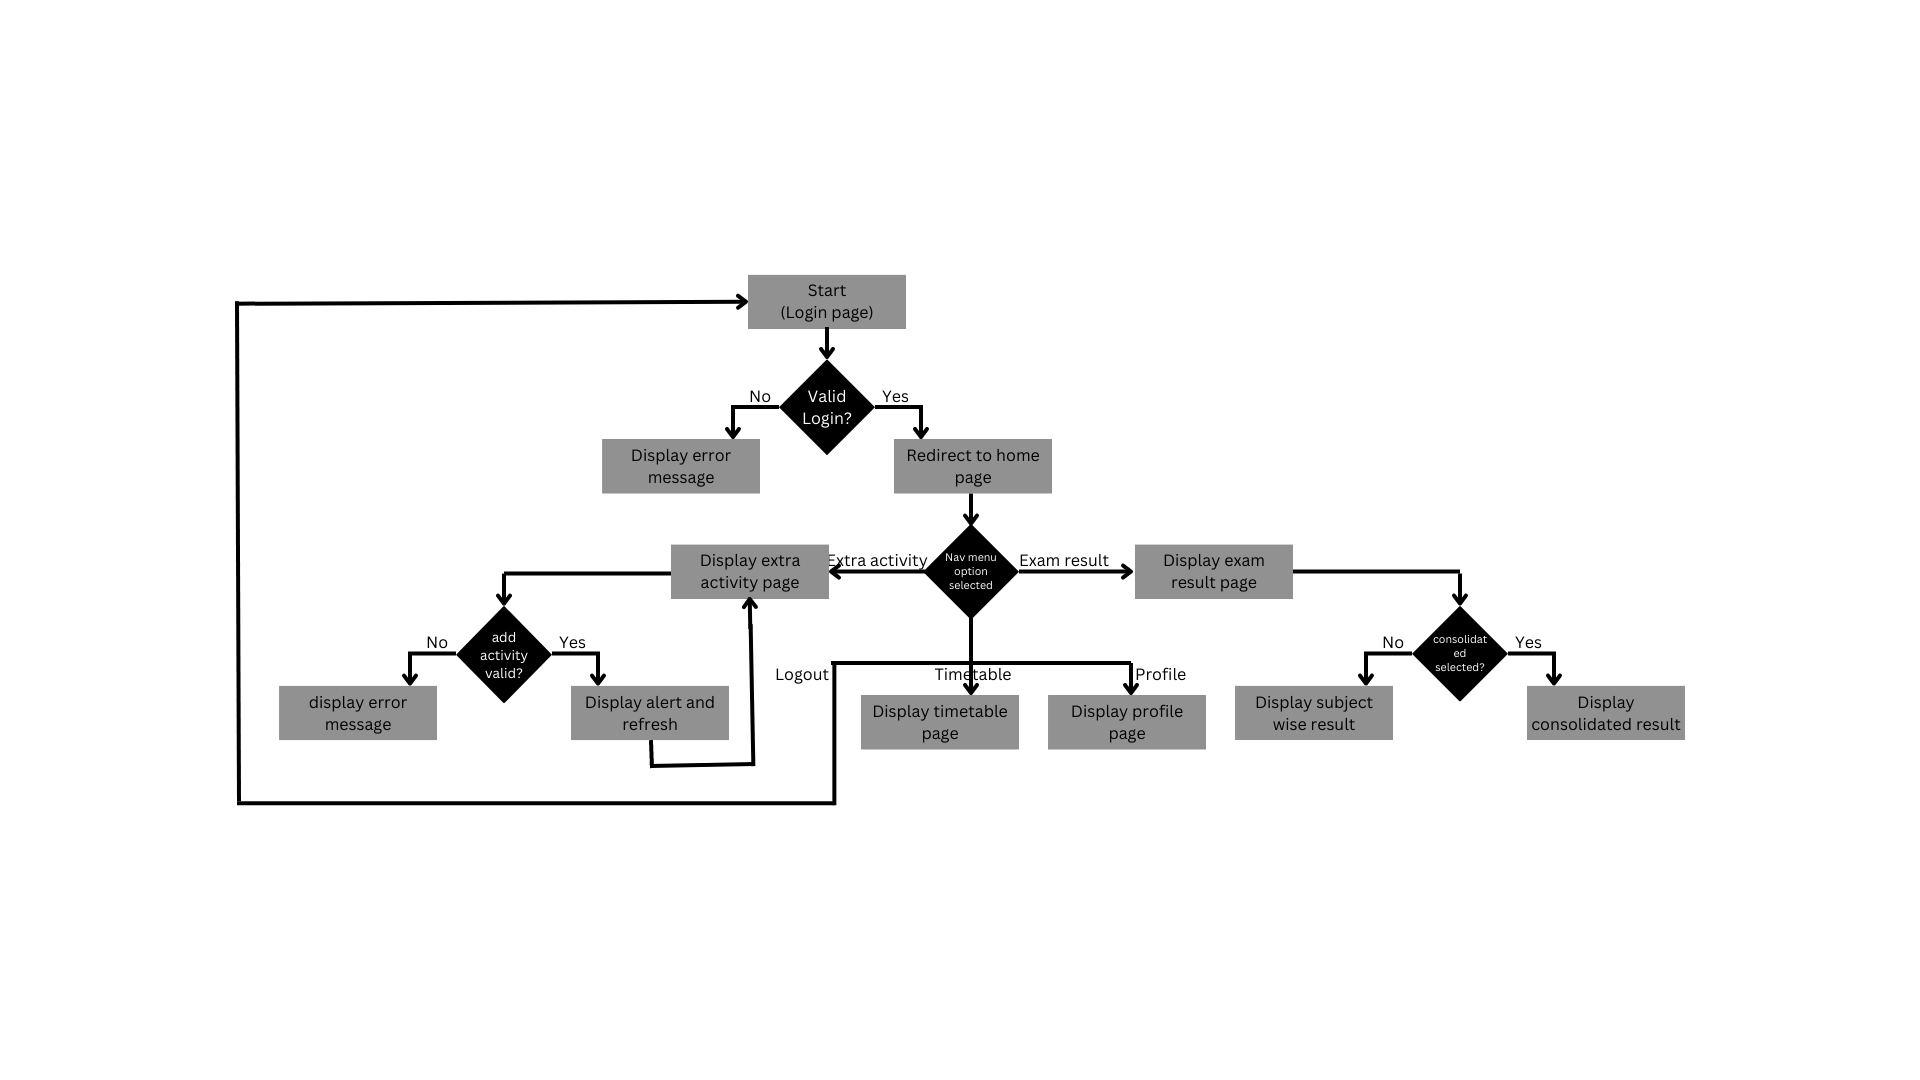 Start
(Login page)
No
Valid
Login?
Yes
Display error
message
Redirect to home
page
Display extra
activity page
Extra activity
Nav menu
option
selected
Exam result
Display exam
result page
No
add
activity
valid?
Yes
No
consolidat
ed
selected?
Yes
Logout
Timetable
Profile
display error
message
Display alert and
refresh
Display timetable
page
Display profile
page
Display subject
wise result
Display
consolidated result